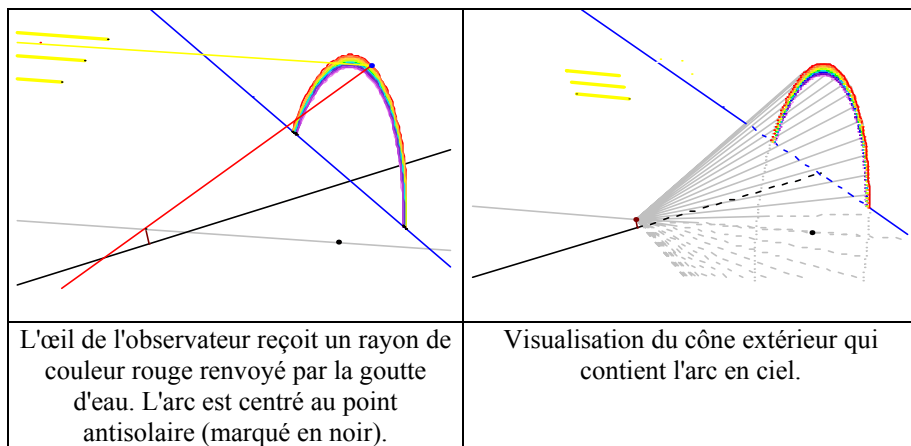 L'œil de l'observateur reçoit un rayon de
couleur rouge renvoyé par la goutte
d'eau. L'arc est centré au point
antisolaire (marqué en noir).
Visualisation du cône extérieur qui
contient l'arc en ciel.